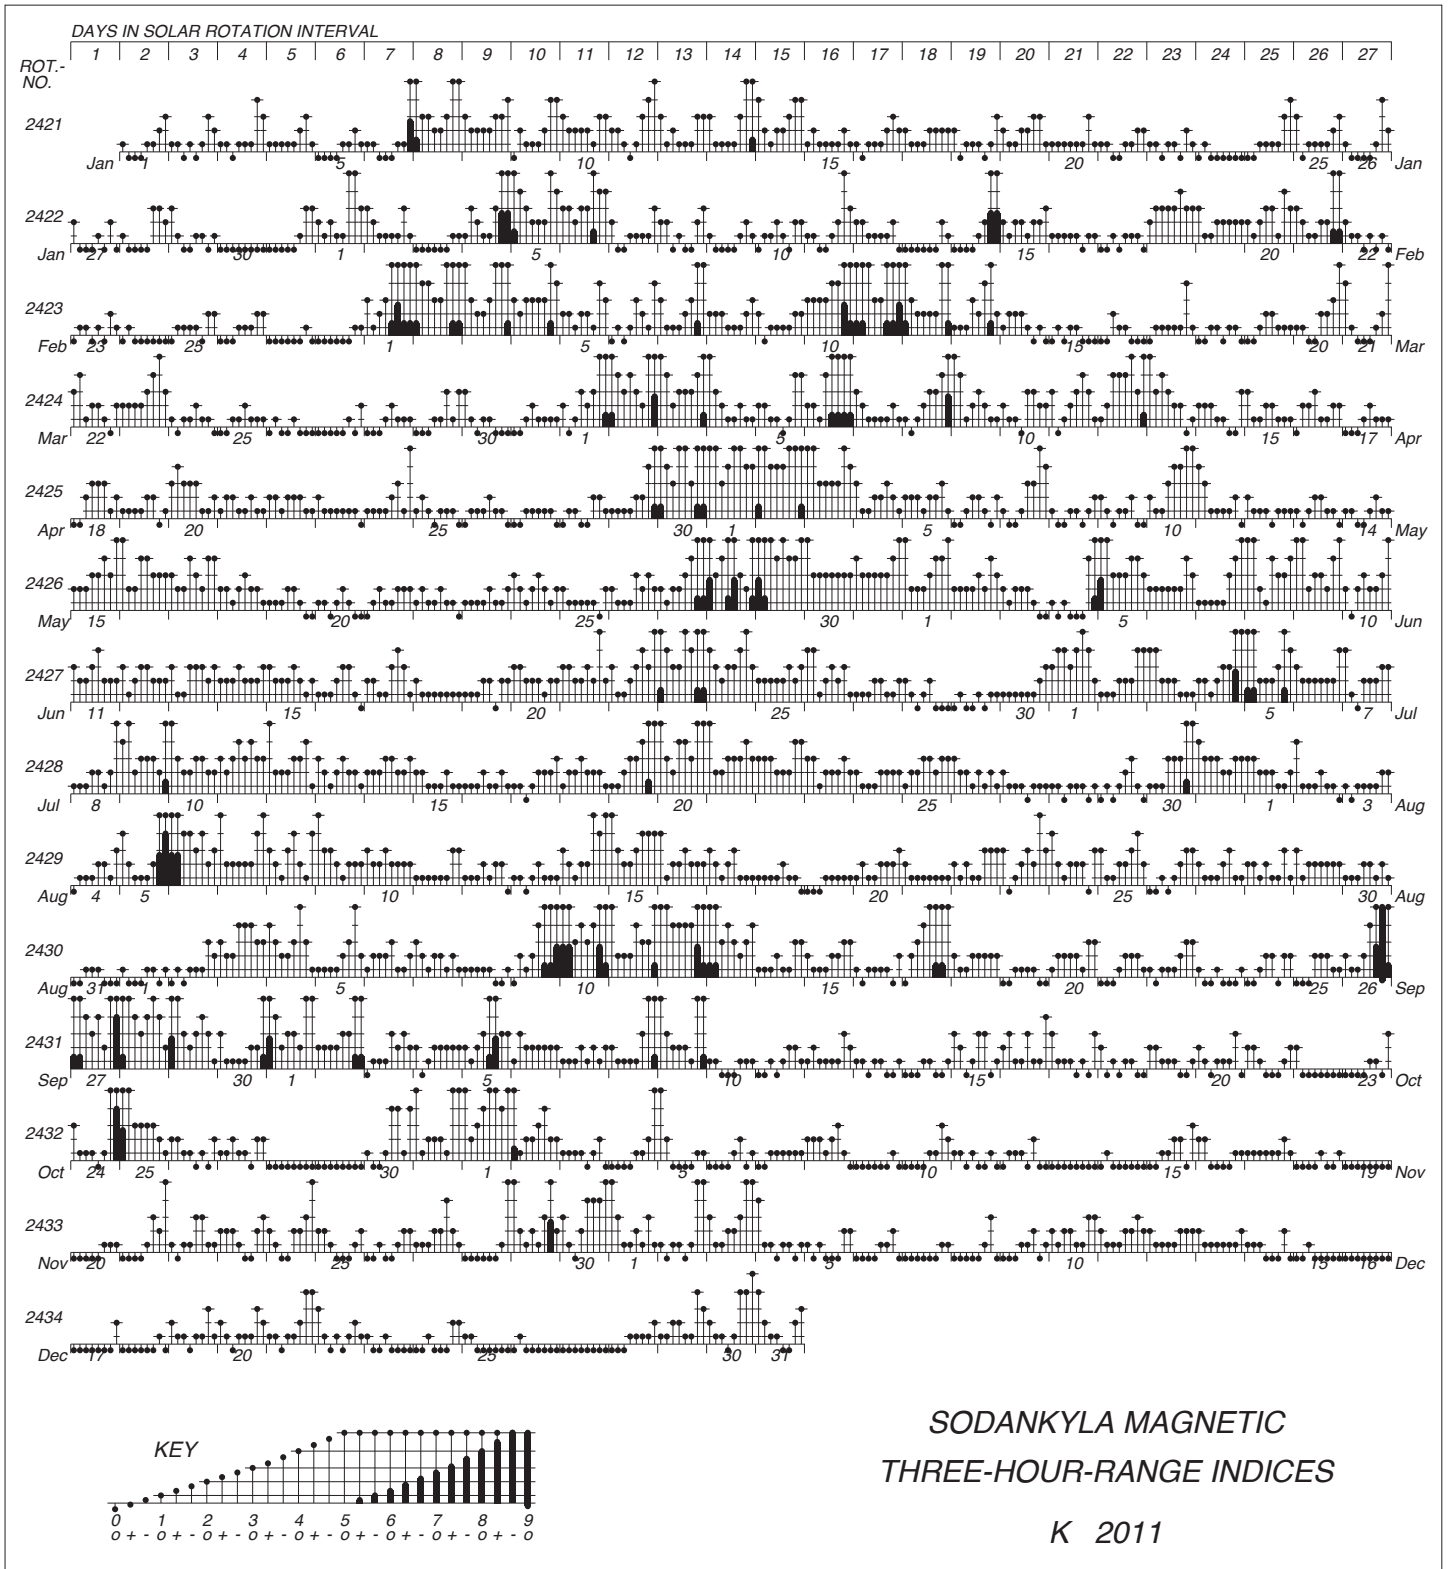 DAYS IN SOLAR ROTATION INTERVAL
1 2 3 4 5 6 7 8 9 10 11 12 13 14 15 16 17 18 19 20 21 22 23 24 25 26 27
ROT.-
NO.
2421
Jan 1 5 10 15 20 25 26 Jan
2422
Jan 27 30 1 5 10 15 20 22 Feb
2423
Feb 23 25 1 5 10 15 20 21 Mar
2424
Mar 22 25 30 1 5 10 15 17 Apr
2425
Apr 18 20 25 30 1 5 10 14 May
2426
May 15 20 25 30 1 5 10 Jun
2427
Jun 11 15 20 25 30 1 5 7 Jul
2428
Jul 8 10 15 20 25 30 1 3 Aug
2429
Aug 4 5 10 15 20 25 30 Aug
2430
Aug 31 1 5 10 15 20 25 26 Sep
2431
Sep 27 30 1 5 10 15 20 23 Oct
2432
Oct 24 25 30 1 5 10 15 19 Nov
2433
Nov 20 25 30 1 5 10 15 16 Dec
2434
Dec 17 20 25 30 31
KEY
0 1 2 3 4 5 6 7 8 9
o + - o + - o + - o + - o + - o + - o + - o + - o + - o
SODANKYLA MAGNETIC
THREE-HOUR-RANGE INDICES
K 2011